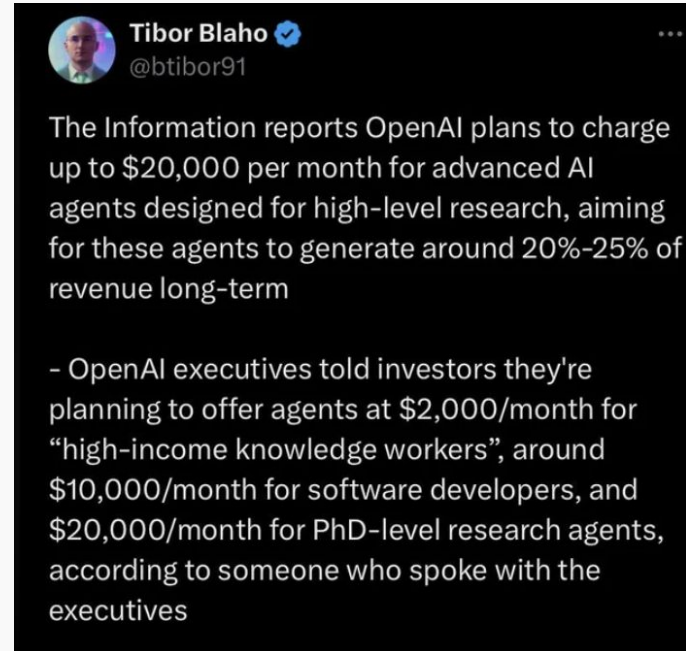 Tibor Blaho
@btibor91
The Information reports OpenAI plans to charge
up to $20,000 per month for advanced AI
agents designed for high-level research, aiming
for these agents to generate around 20%-25% of
revenue long-term
- OpenAI executives told investors they're
planning to offer agents at $2,000/month for
“high-income knowledge workers”, around
$10,000/month for software developers, and
$20,000/month for PhD-level research agents,
according to someone who spoke with the
executives